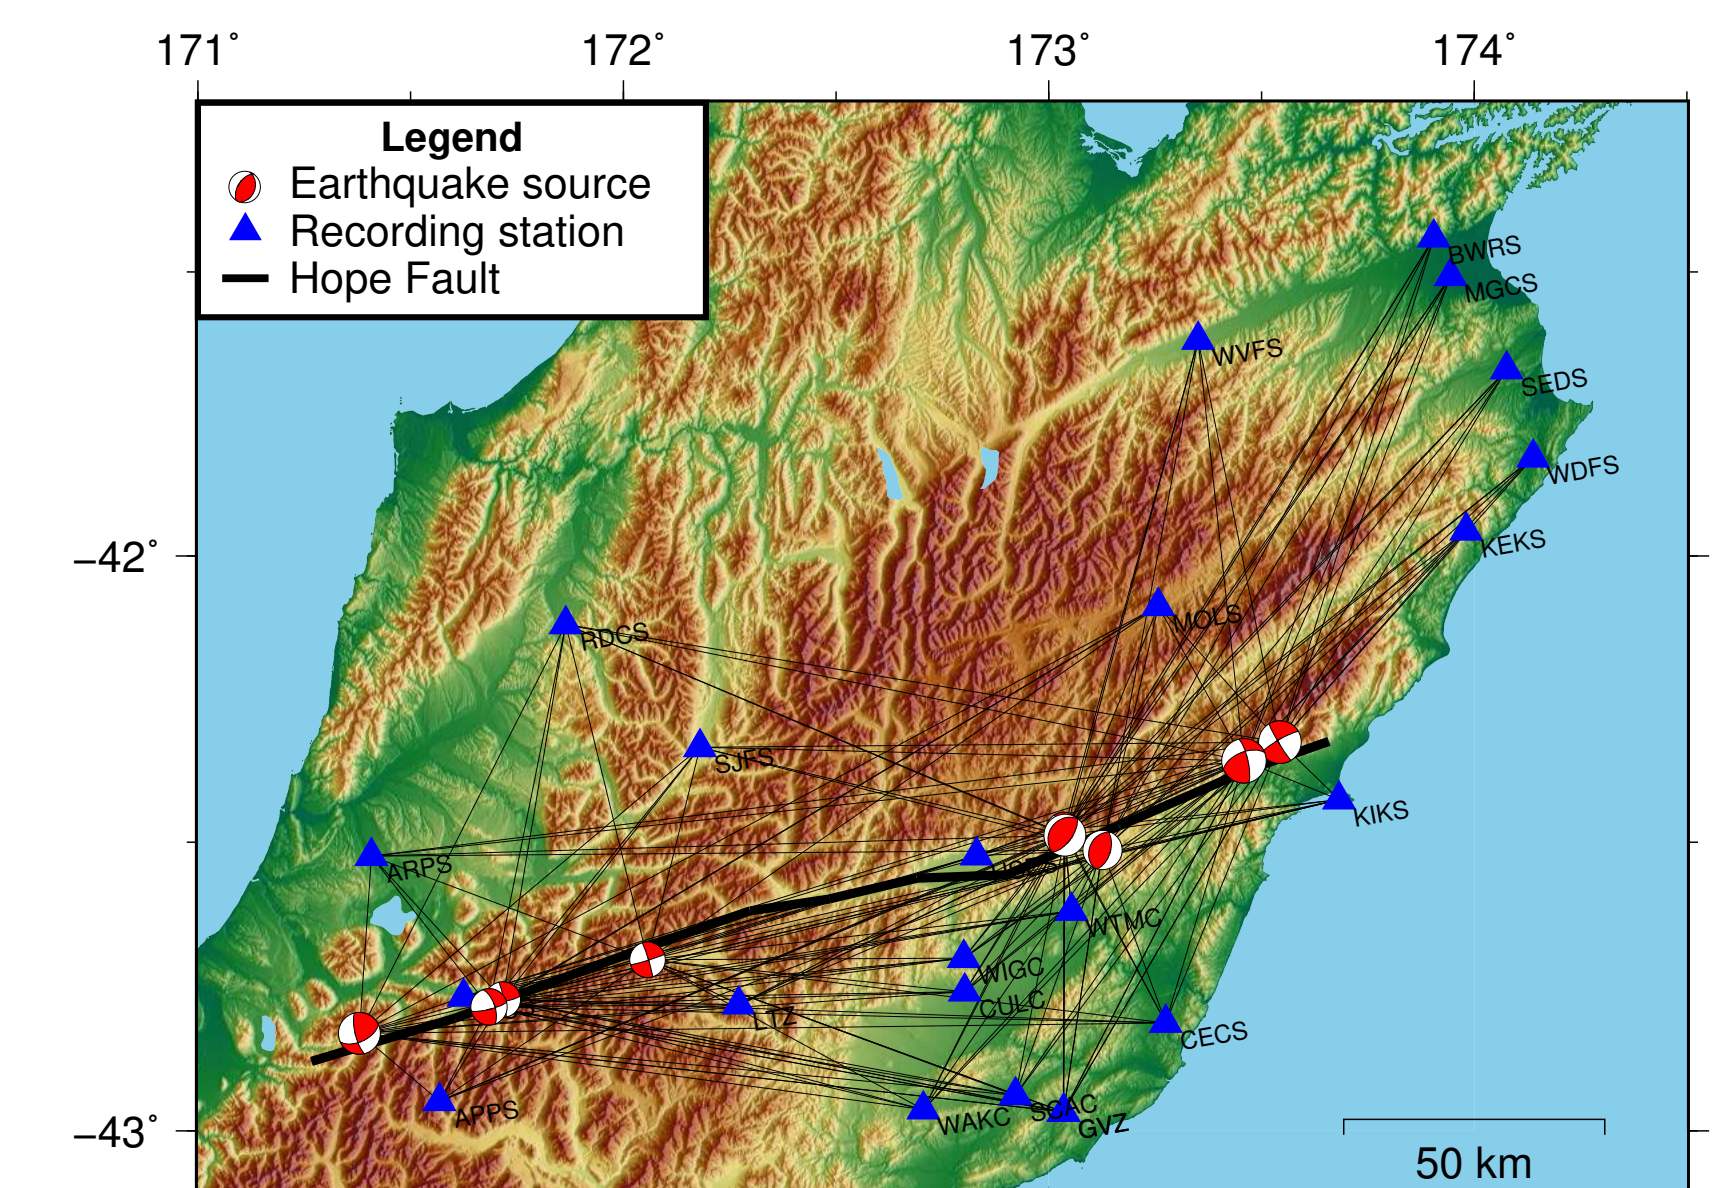 171° 172° 173° 174°
Legend
Earthquake source
Recording station
Hope Fault
BWRS
MGCS
WVFS
SEDS
WDFS
−42°
KEKS
MOLS
RDCS
SJFS
KIKS
ARPS
WTMC
WIGC
CULC
LTZ
CECS
APPS
SCAC
WAKC
GVZ
−43°
50 km